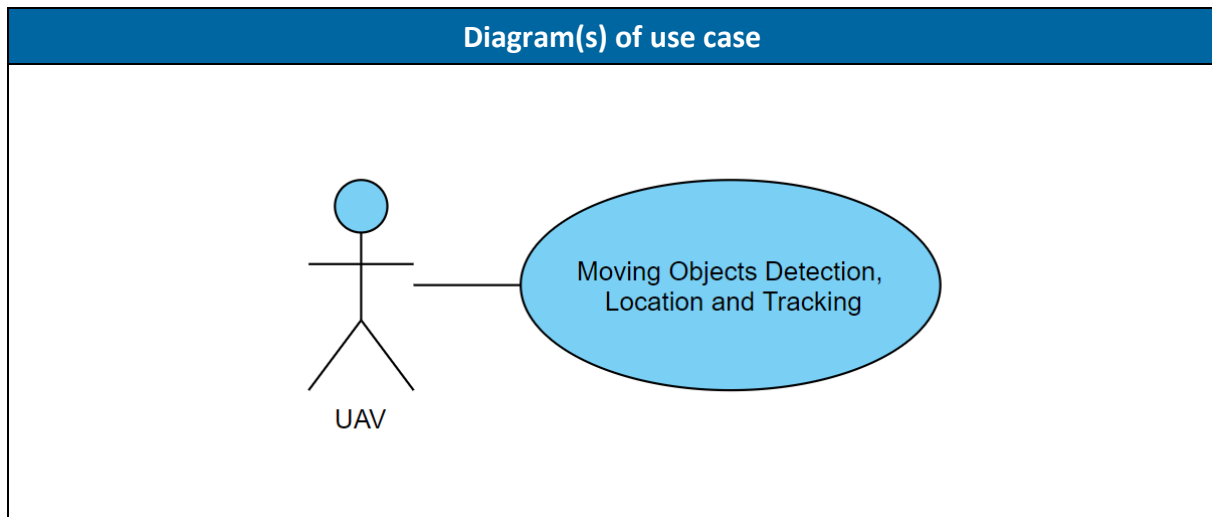 Diagram(s) of use case
Moving Objects Detection,
Location and Tracking
UAV